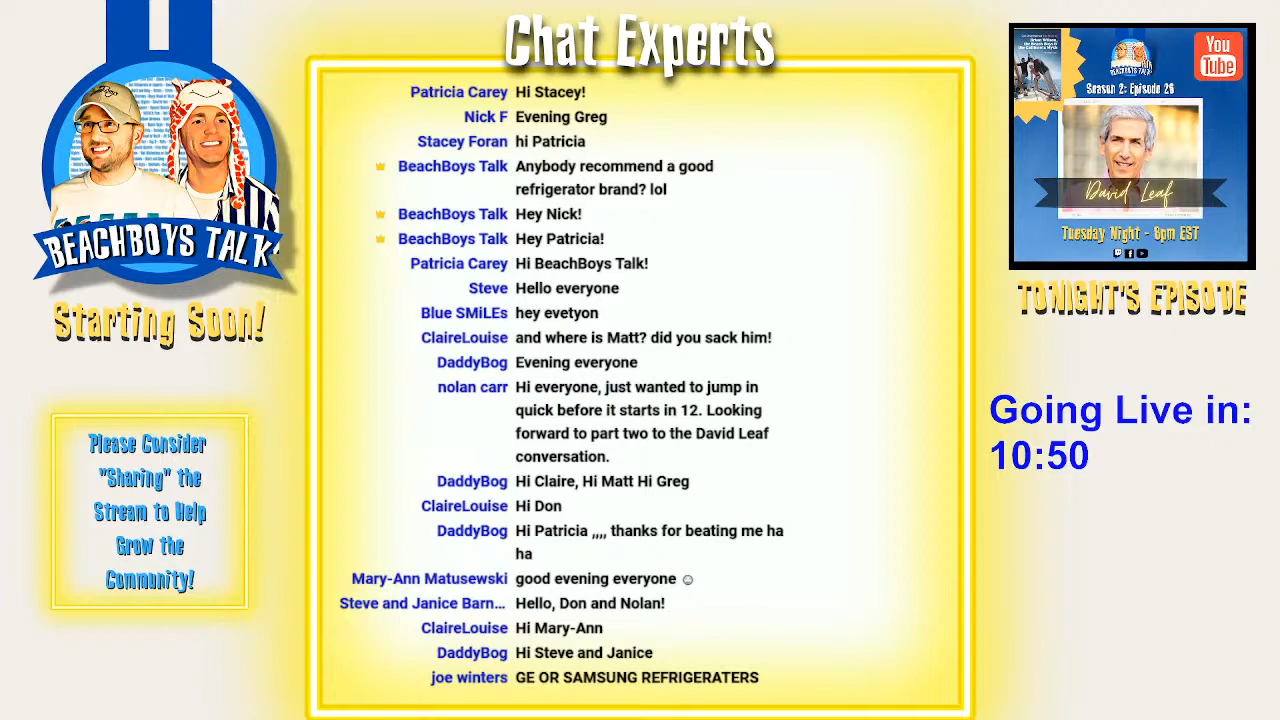 Chat Experts
BEACHBOYS TALK
Starting Soon!
Please Consider
"Sharing" the
Stream to Help
Grow the
Community!
Patricia Carey Hi Stacey!
Nick F Evening Greg
Stacey Foran hi Patricia
BeachBoys Talk Anybody recommend a good
refrigerator brand? lol
BeachBoys Talk Hey Nick!
BeachBoys Talk Hey Patricia!
Patricia Carey Hi BeachBoys Talk!
Steve Hello everyone
Blue SMiLEs hey evetyon
ClaireLouise and where is Matt? did you sack him!
DaddyBog Evening everyone
nolan carr Hi everyone, just wanted to jump in
quick before it starts in 12. Looking
forward to part two to the David Leaf
conversation.
DaddyBog Hi Claire, Hi Matt Hi Greg
ClaireLouise Hi Don
DaddyBog Hi Patricia ,,,, thanks for beating me ha
ha
Mary-Ann Matusewski good evening everyone ☺
Steve and Janice Barn... Hello, Don and Nolan!
ClaireLouise Hi Mary-Ann
DaddyBog Hi Steve and Janice
joe winters GE OR SAMSUNG REFRIGERATERS
You
Tube
Season 2: Episode 26
David Leaf
Tuesday Night - 8pm EST
TONIGHT'S EPISODE
Going Live in:
10:50